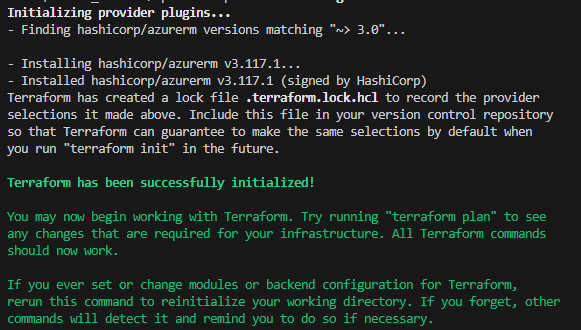 Initializing provider plugins...
- Finding hashicorp/azurerm versions matching "~> 3.0"...
- Installing hashicorp/azurerm v3.117.1...
- Installed hashicorp/azurerm v3.117.1 (signed by HashiCorp)
Terraform has created a lock file .terraform.lock.hcl to record the provider
selections it made above. Include this file in your version control repository
so that Terraform can guarantee to make the same selections by default when
you run "terraform init" in the future.
Terraform has been successfully initialized!
You may now begin working with Terraform. Try running "terraform plan" to see
any changes that are required for your infrastructure. All Terraform commands
should now work.
If you ever set or change modules or backend configuration for Terraform,
rerun this command to reinitialize your working directory. If you forget, other
commands will detect it and remind you to do so if necessary.